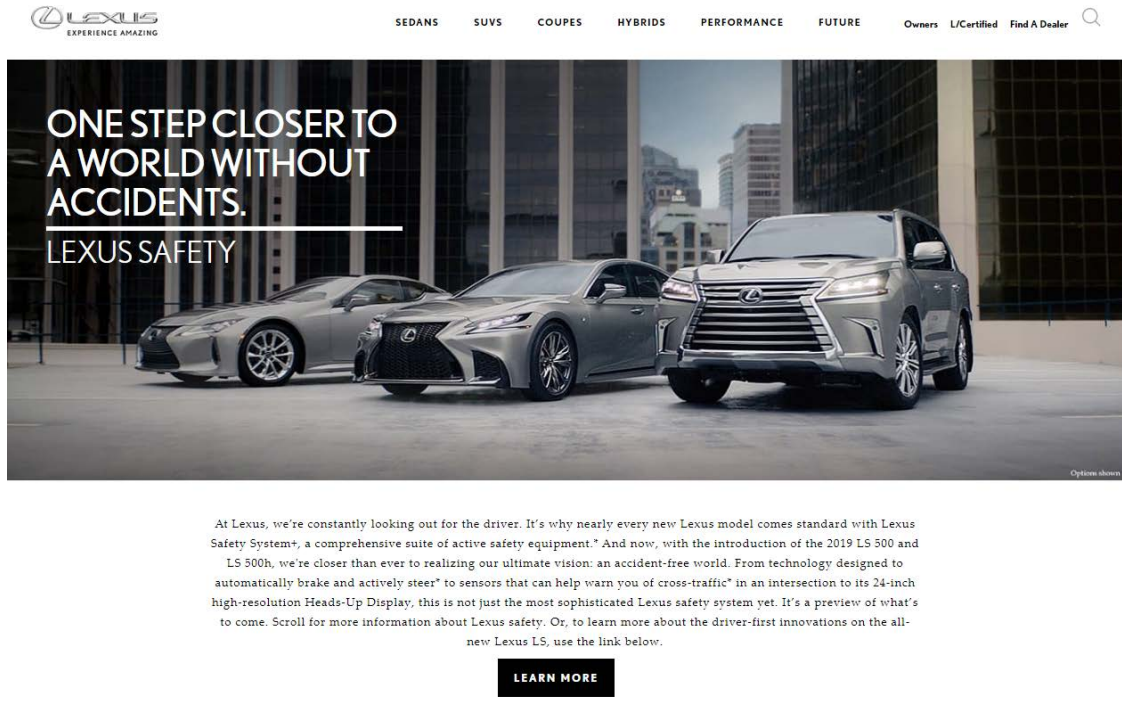 LEXUS
EXPERIENCE AMAZING
SEDANS SUVS COUPES HYBRIDS PERFORMANCE FUTURE Owners L/Certified Find A Dealer
ONE STEP CLOSER TO
A WORLD WITHOUT
ACCIDENTS.
LEXUS SAFETY
Options shown
At Lexus, we're constantly looking out for the driver. It's why nearly every new Lexus model comes standard with Lexus
Safety System+, a comprehensive suite of active safety equipment.* And now, with the introduction of the 2019 LS 500 and
LS 500h, we're closer than ever to realizing our ultimate vision: an accident-free world. From technology designed to
automatically brake and actively steer* to sensors that can help warn you of cross-traffic* in an intersection to its 24-inch
high-resolution Heads-Up Display, this is not just the most sophisticated Lexus safety system yet. It's a preview of what's
to come. Scroll for more information about Lexus safety. Or, to learn more about the driver-first innovations on the all-
new Lexus LS, use the link below.
LEARN MORE